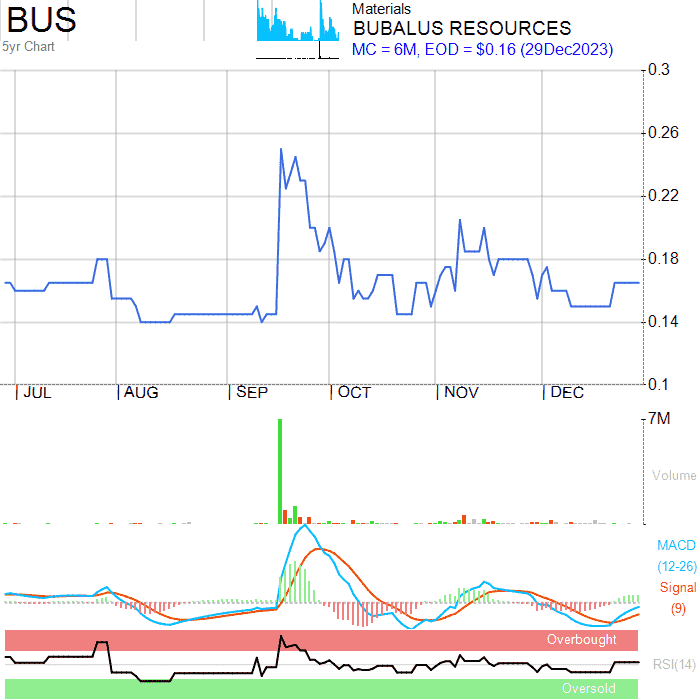 BUS
5yr Chart
Materials
BUBALUS RESOURCES
MC = 6M, EOD = $0.16 (29Dec2023)
0.3
0.26
0.22
0.18
0.14
0.1
JUL AUG SEP OCT NOV DEC
7M
Volume
MACD
(12-26)
Signal
(9)
Overbought
RSI(14)
Oversold